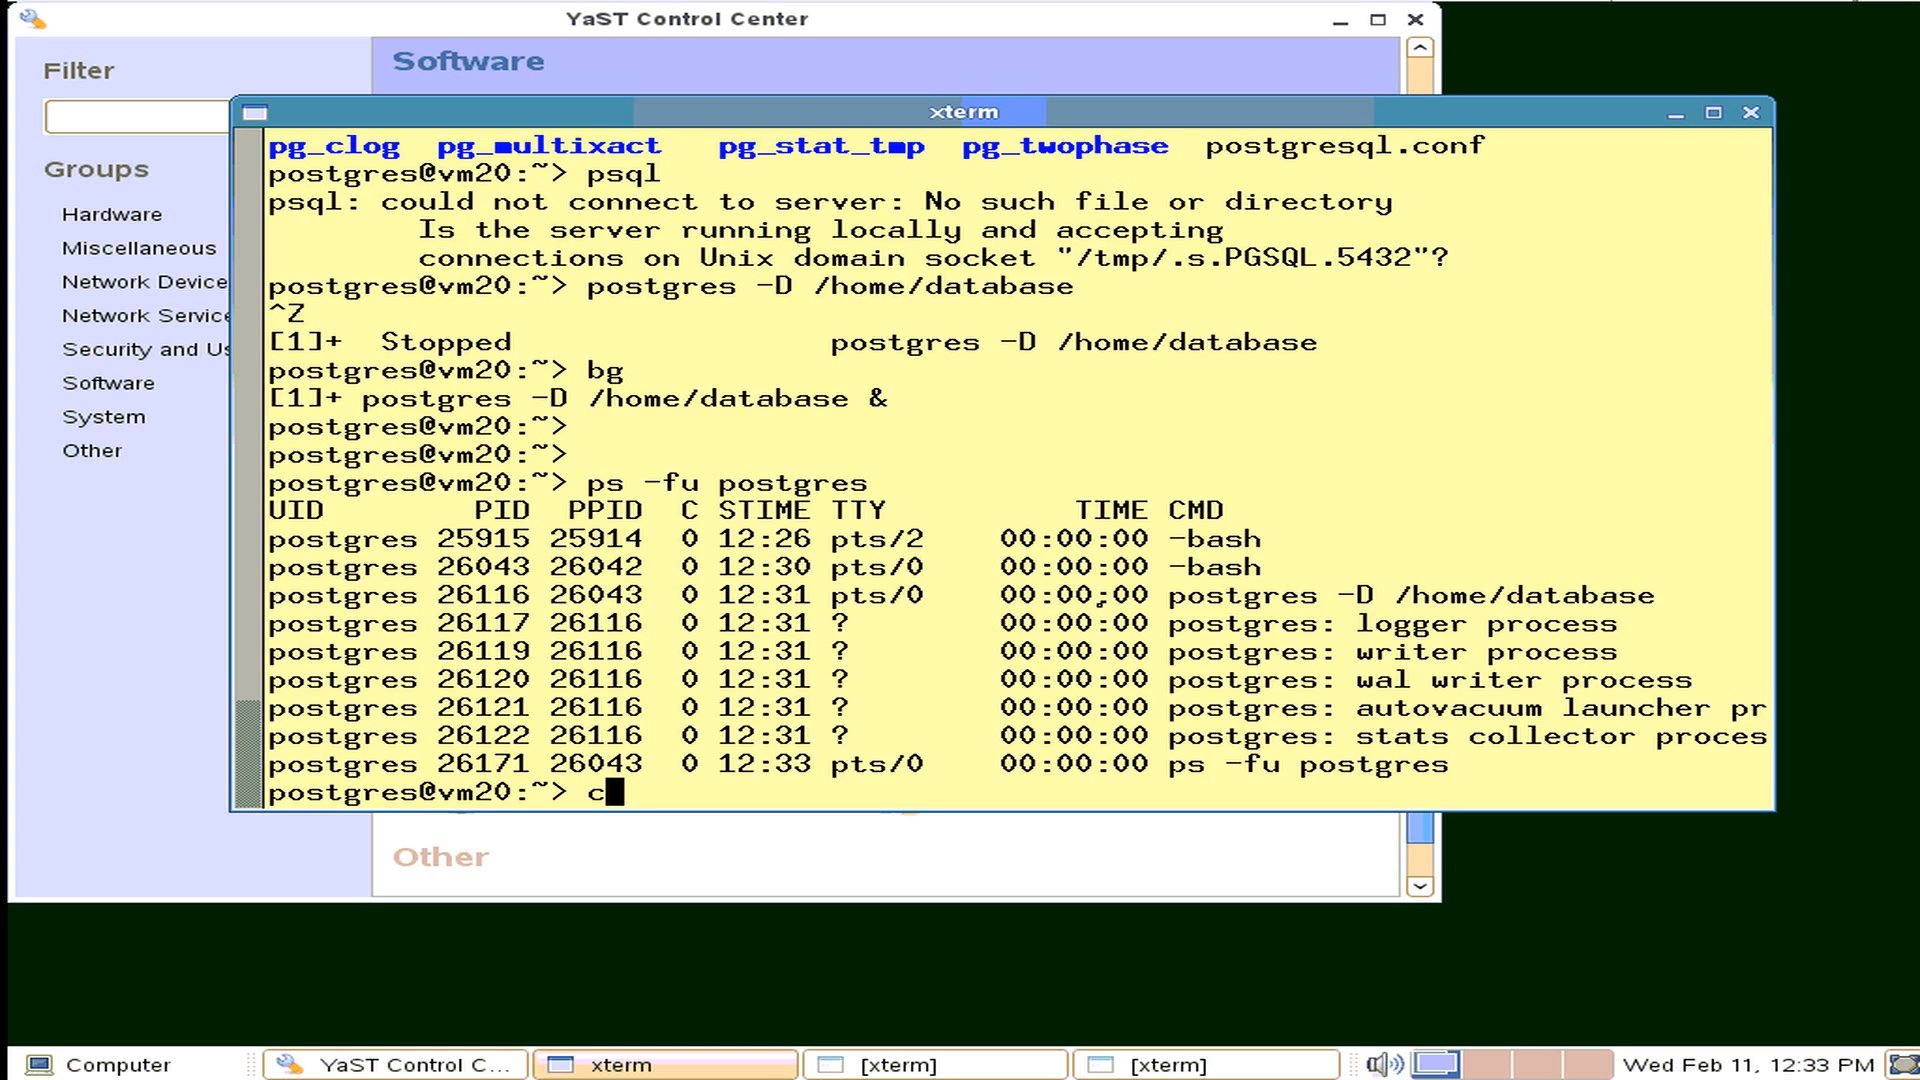 YaST Control Center
Filter
Software
xterm
Groups
Hardware
Miscellaneous
Network Device
Network Service
Security and Us
Software
System
Other
pg_clog  pg_multixact   pg_stat_tmp  pg_twophase  postgresql.conf
postgres@vm20:~> psql
psql: could not connect to server: No such file or directory
        Is the server running locally and accepting
        connections on Unix domain socket "/tmp/.s.PGSQL.5432"?
postgres@vm20:~> postgres -D /home/database
^Z
[1]+  Stopped                 postgres -D /home/database
postgres@vm20:~> bg
[1]+ postgres -D /home/database &
postgres@vm20:~>
postgres@vm20:~>
postgres@vm20:~> ps -fu postgres
UID        PID  PPID  C STIME TTY          TIME CMD
postgres 25915 25914  0 12:26 pts/2    00:00:00 -bash
postgres 26043 26042  0 12:30 pts/0    00:00:00 -bash
postgres 26116 26043  0 12:31 pts/0    00:00:00 postgres -D /home/database
postgres 26117 26116  0 12:31 ?        00:00:00 postgres: logger process
postgres 26119 26116  0 12:31 ?        00:00:00 postgres: writer process
postgres 26120 26116  0 12:31 ?        00:00:00 postgres: wal writer process
postgres 26121 26116  0 12:31 ?        00:00:00 postgres: autovacuum launcher pr
postgres 26122 26116  0 12:31 ?        00:00:00 postgres: stats collector proces
postgres 26171 26043  0 12:33 pts/0    00:00:00 ps -fu postgres
postgres@vm20:~> c
Other
Computer
YaST Control C...
xterm
[xterm]
[xterm]
Wed Feb 11, 12:33 PM